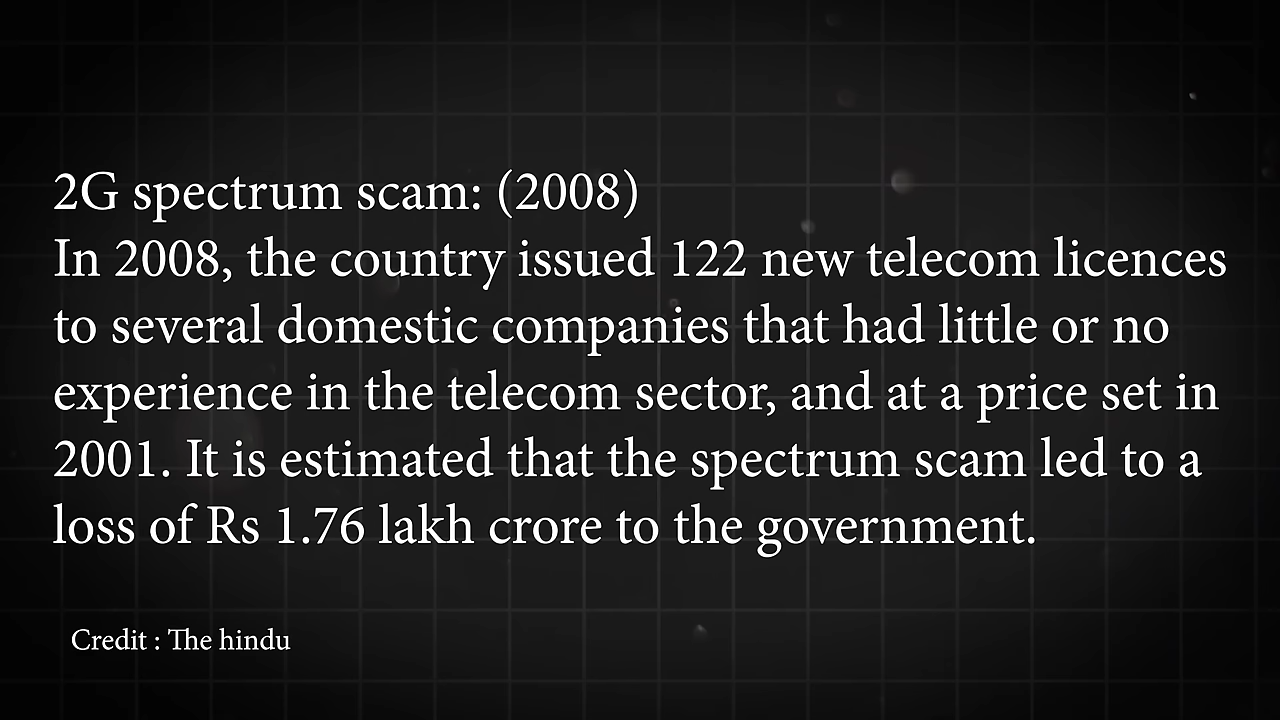 2G spectrum scam: (2008)
In 2008, the country issued 122 new telecom licences
to several domestic companies that had little or no
experience in the telecom sector, and at a price set in
2001. It is estimated that the spectrum scam led to a
loss of Rs 1.76 lakh crore to the government.
Credit : The hindu